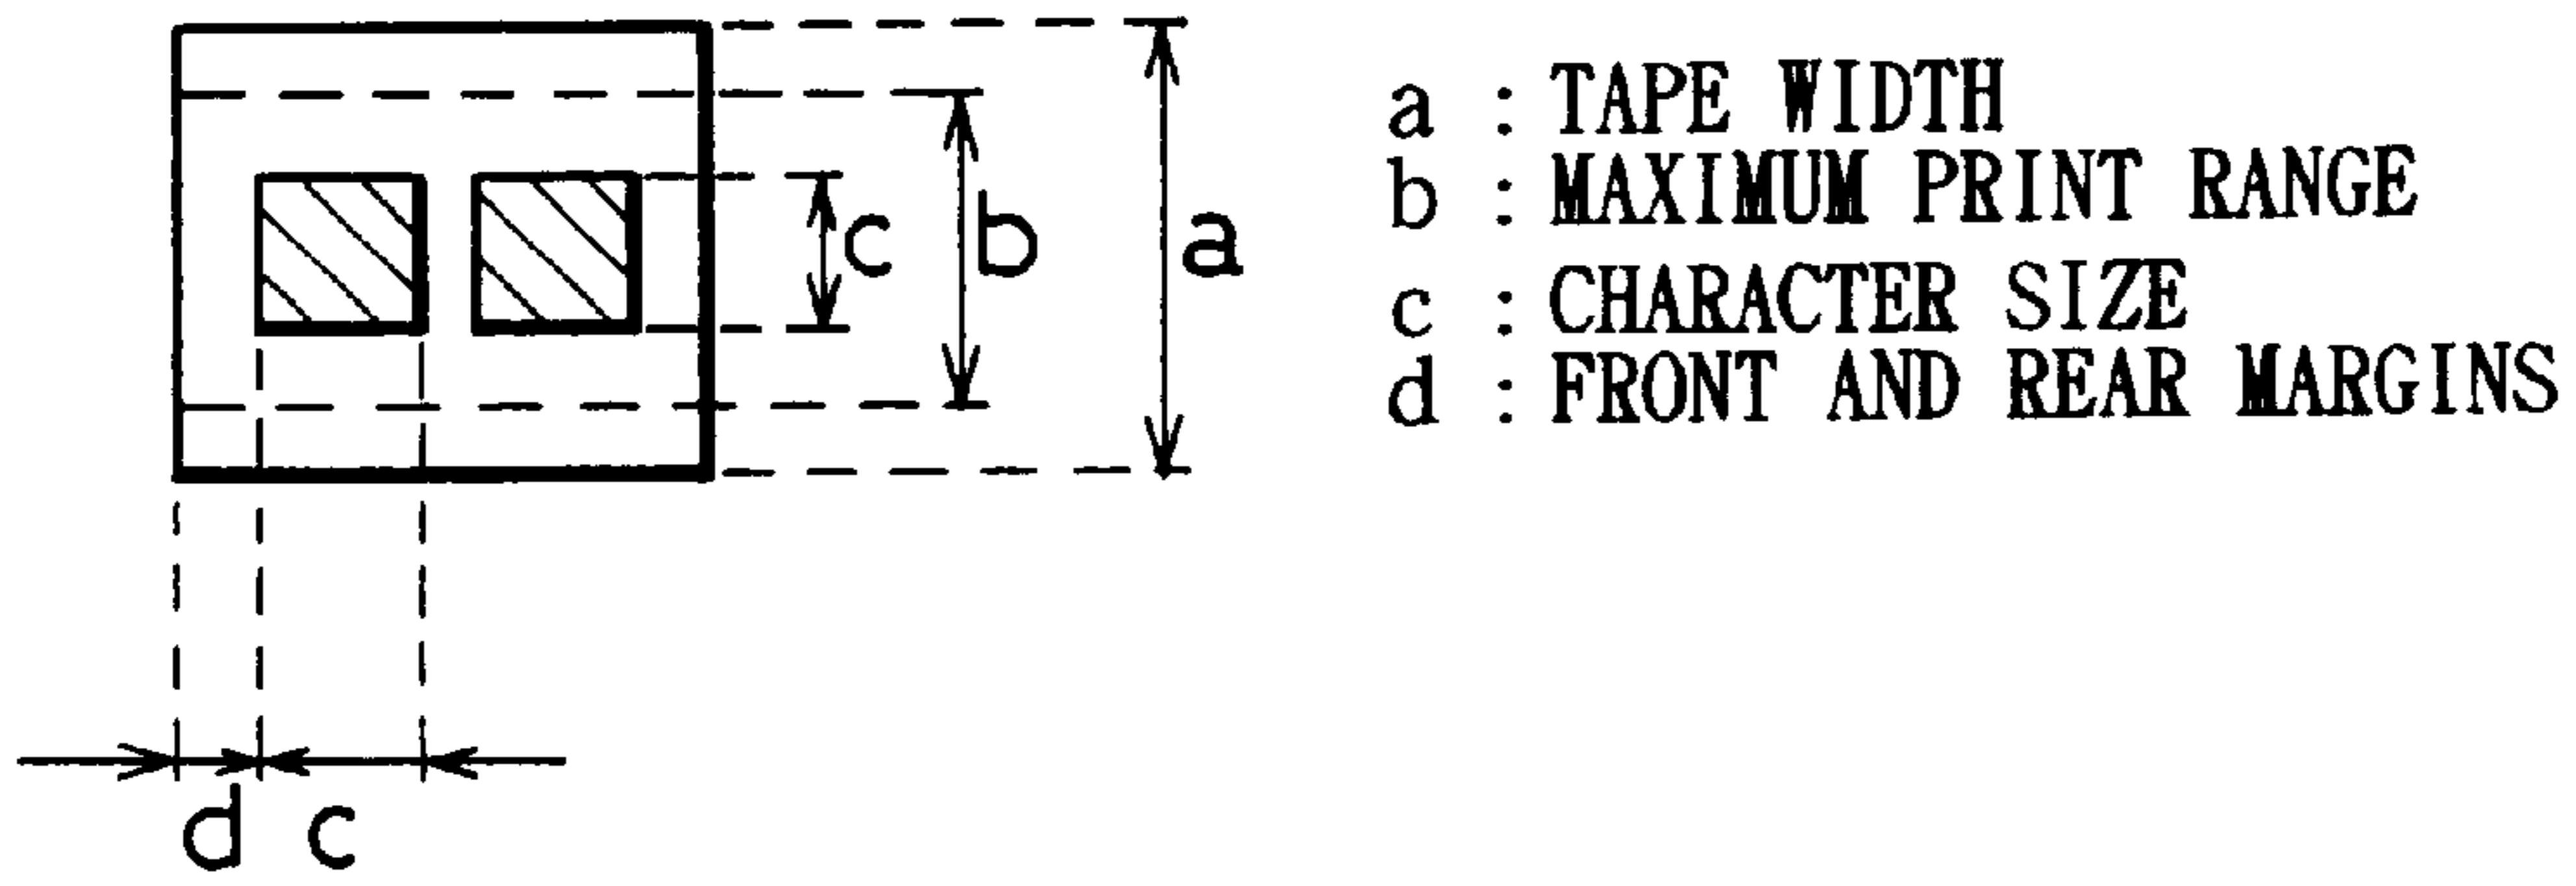 c b a
d c
a : TAPE WIDTH
b : MAXIMUM PRINT RANGE
c : CHARACTER SIZE
d : FRONT AND REAR MARGINS